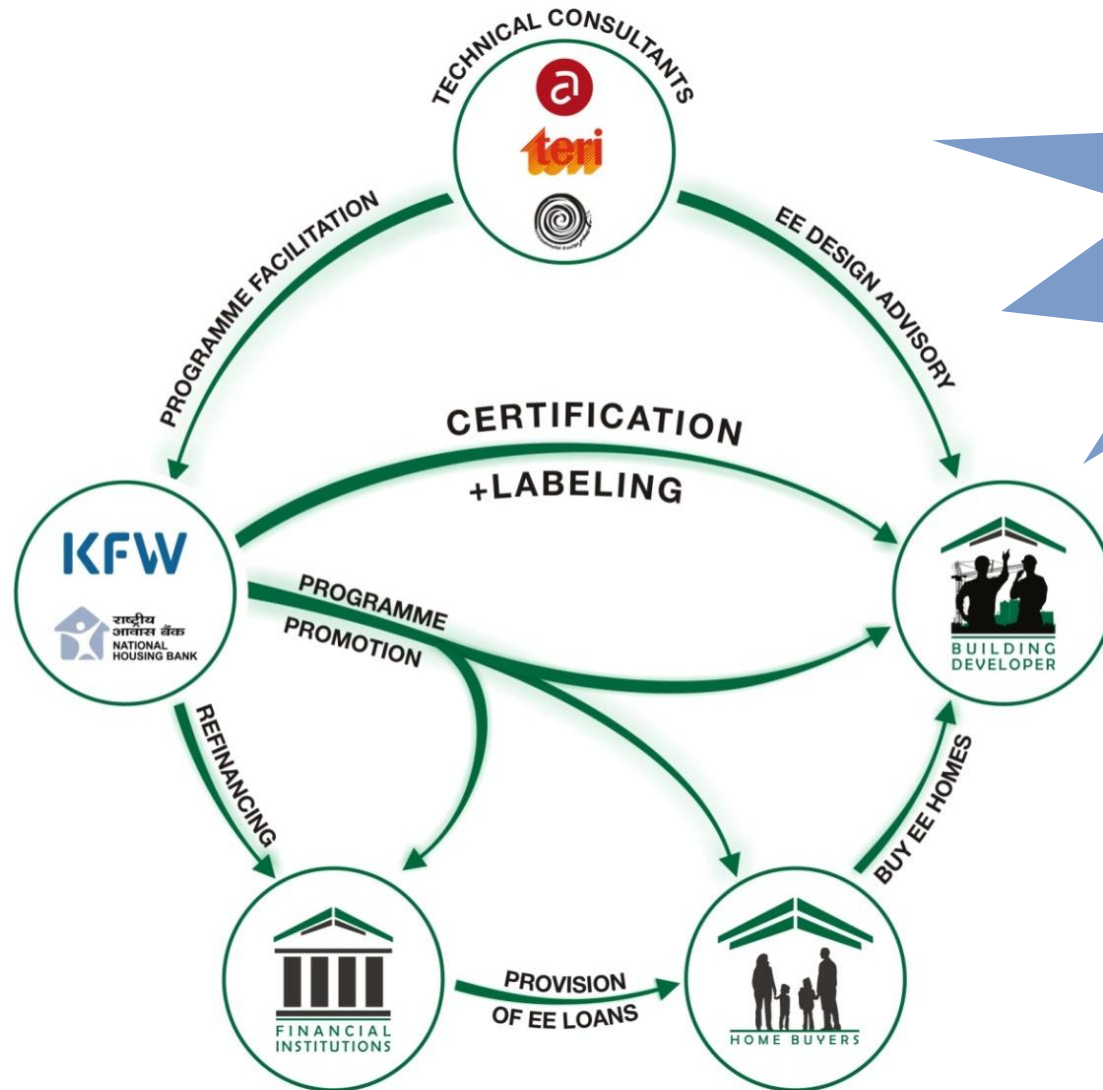 TECHNICAL CONSULTANTS
a
teri
PROGRAMME FACILITATION
EE DESIGN ADVISORY
CERTIFICATION
+LABELING
KFW
राष्ट्रीय
आवास बैंक
NATIONAL
HOUSING BANK
PROGRAMME
PROMOTION
BUILDING
DEVELOPER
REFINANCING
BUY EE HOMES
FINANCIAL
INSTITUTIONS
PROVISION
OF EE LOANS
HOME BUYERS